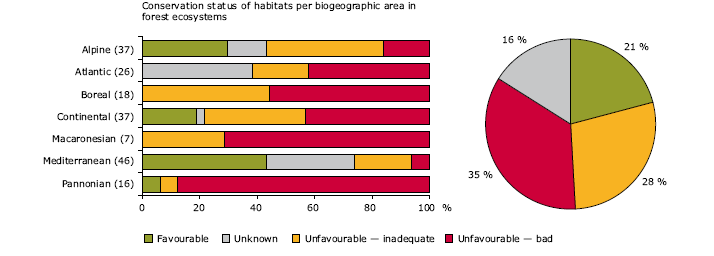 Conservation status of habitats per biogeographic area in
forest ecosystems
Alpine (37)
Atlantic (26)
Boreal (18)
Continental (37)
Macaronesian (7)
Mediterranean (46)
Pannonian (16)
0 20 40 60 80 100 %
16 %
21 %
35 %
28 %
Favourable Unknown Unfavourable — inadequate Unfavourable — bad